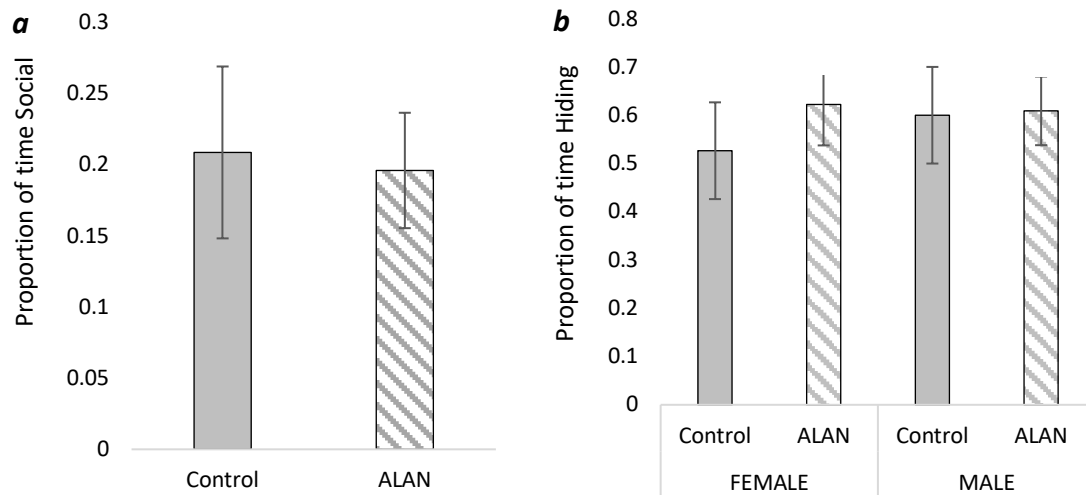 a
Proportion of time Social
0.3
0.25
0.2
0.15
0.1
0.05
0
Control ALAN
b
Proportion of time Hiding
0.8
0.7
0.6
0.5
0.4
0.3
0.2
0.1
0
Control ALAN Control ALAN
FEMALE MALE